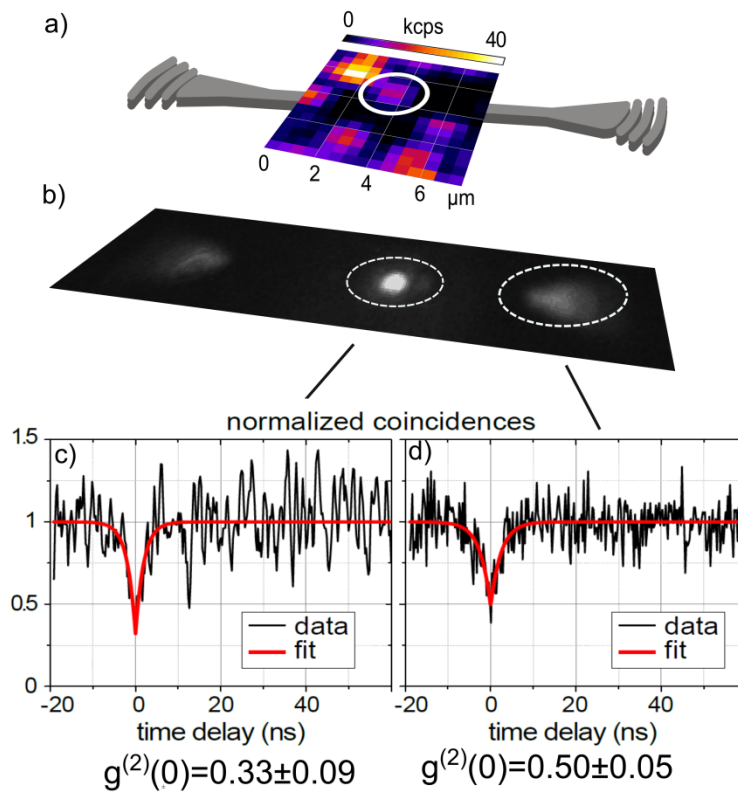 a)
kcps
0 40
0 2 4 6 µm
b)
normalized coincidences
c)
d)
1.5
1
0.5
0
data
fit
data
fit
-20 0 20 40
-20 0 20 40
time delay (ns)
time delay (ns)
g⁽²⁾(0)=0.33±0.09
g⁽²⁾(0)=0.50±0.05